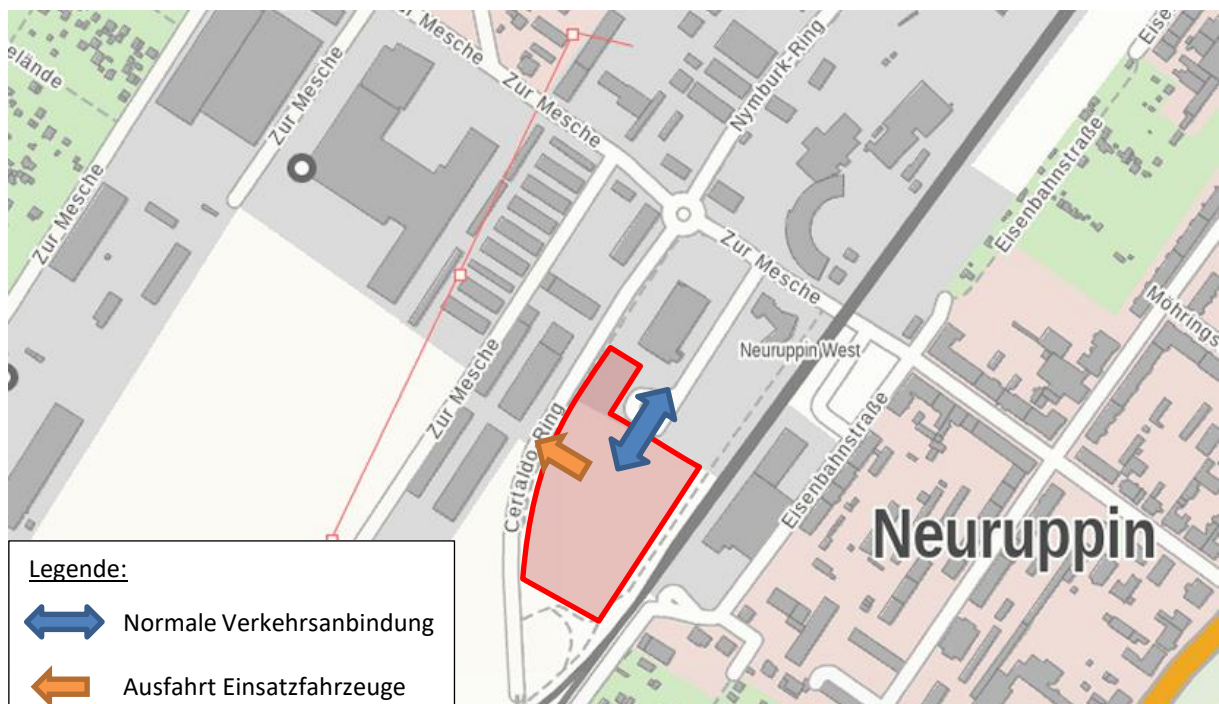 Zur Mesche
Eise
elände
Zur Mesche
Zur Mesche
Nymburk-Ring
Eisenbahnstraße
Zur Mesche
Zur Mesche
Möhrings
Neuruppin West
Zur Mesche
Certaldo-Ring
Eisenbahnstraße
Neuruppin
Legende:
Normale Verkehrsanbindung
Ausfahrt Einsatzfahrzeuge